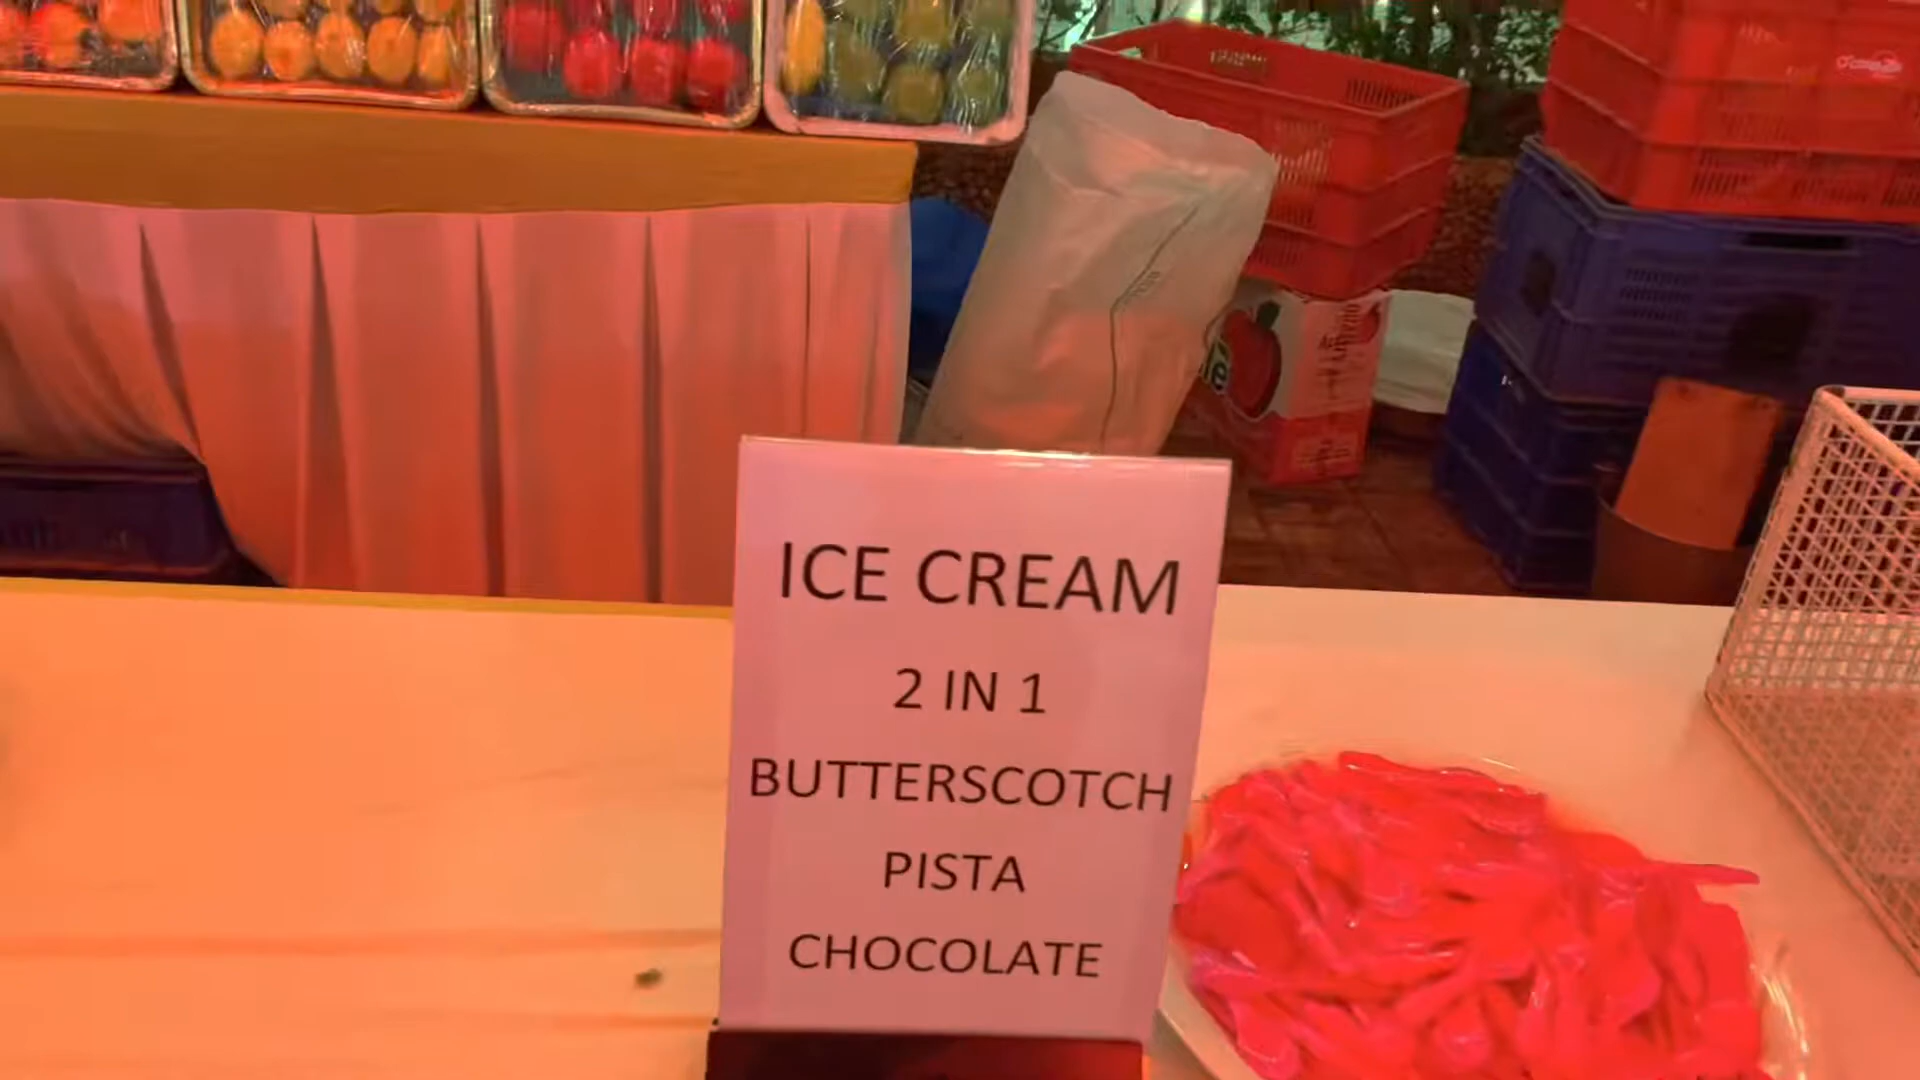 ICE CREAM
2 IN 1
BUTTERSCOTCH
PISTA
CHOCOLATE